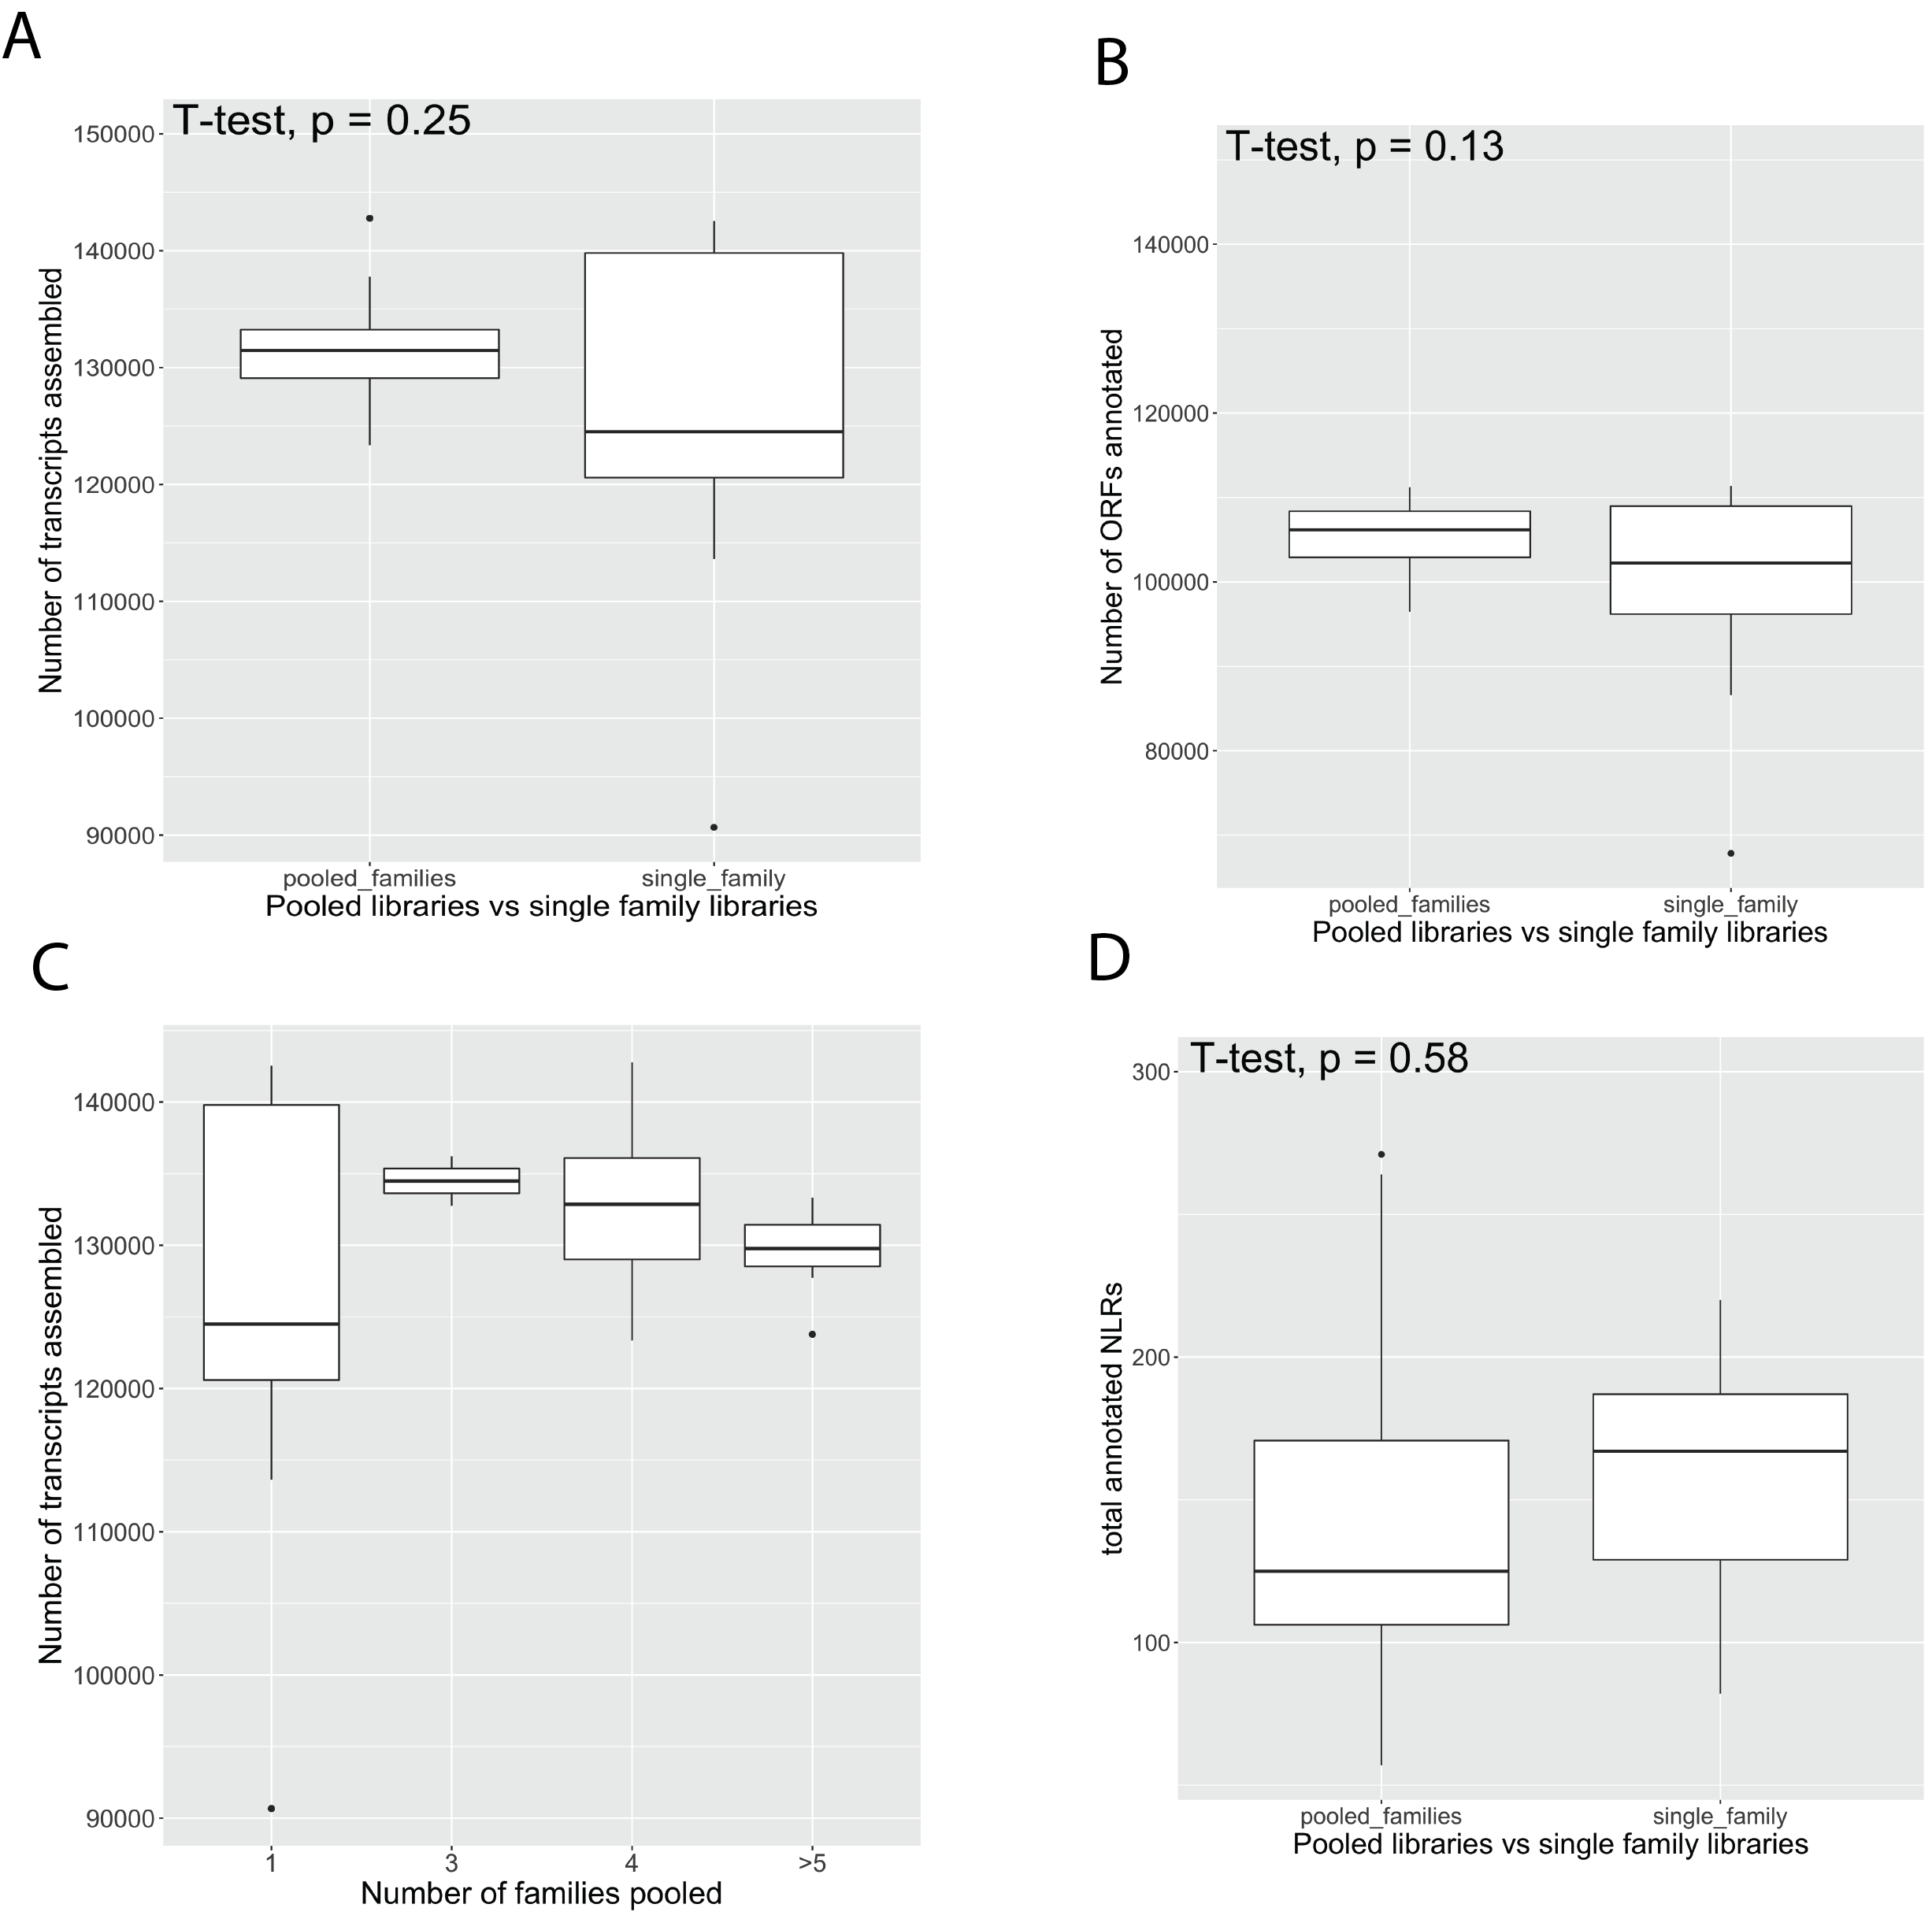 A
T-test, p = 0.25
150000
140000
130000
120000
110000
100000
90000
Number of transcripts assembled
pooled_families single_family
Pooled libraries vs single family libraries
B
T-test, p = 0.13
140000
120000
100000
80000
Number of ORFs annotated
pooled_families single_family
Pooled libraries vs single family libraries
C
140000
130000
120000
110000
100000
90000
Number of transcripts assembled
1 3 4 >5
Number of families pooled
D
T-test, p = 0.58
300
200
100
total annotated NLRs
pooled_families single_family
Pooled libraries vs single family libraries